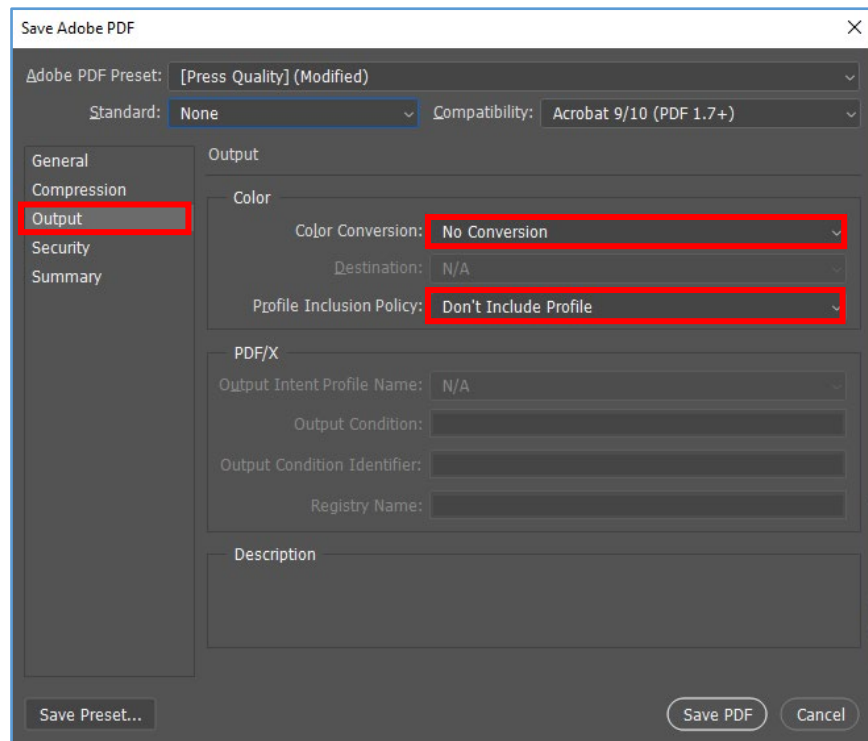 Save Adobe PDF
Adobe PDF Preset: [Press Quality] (Modified)
Standard: None Compatibility: Acrobat 9/10 (PDF 1.7+)
General
Compression
Output
Security
Summary
Output
Color
Color Conversion: No Conversion
Destination: N/A
Profile Inclusion Policy: Don't Include Profile
PDF/X
Output Intent Profile Name: N/A
Output Condition:
Output Condition Identifier:
Registry Name:
Description
Save Preset... Save PDF Cancel